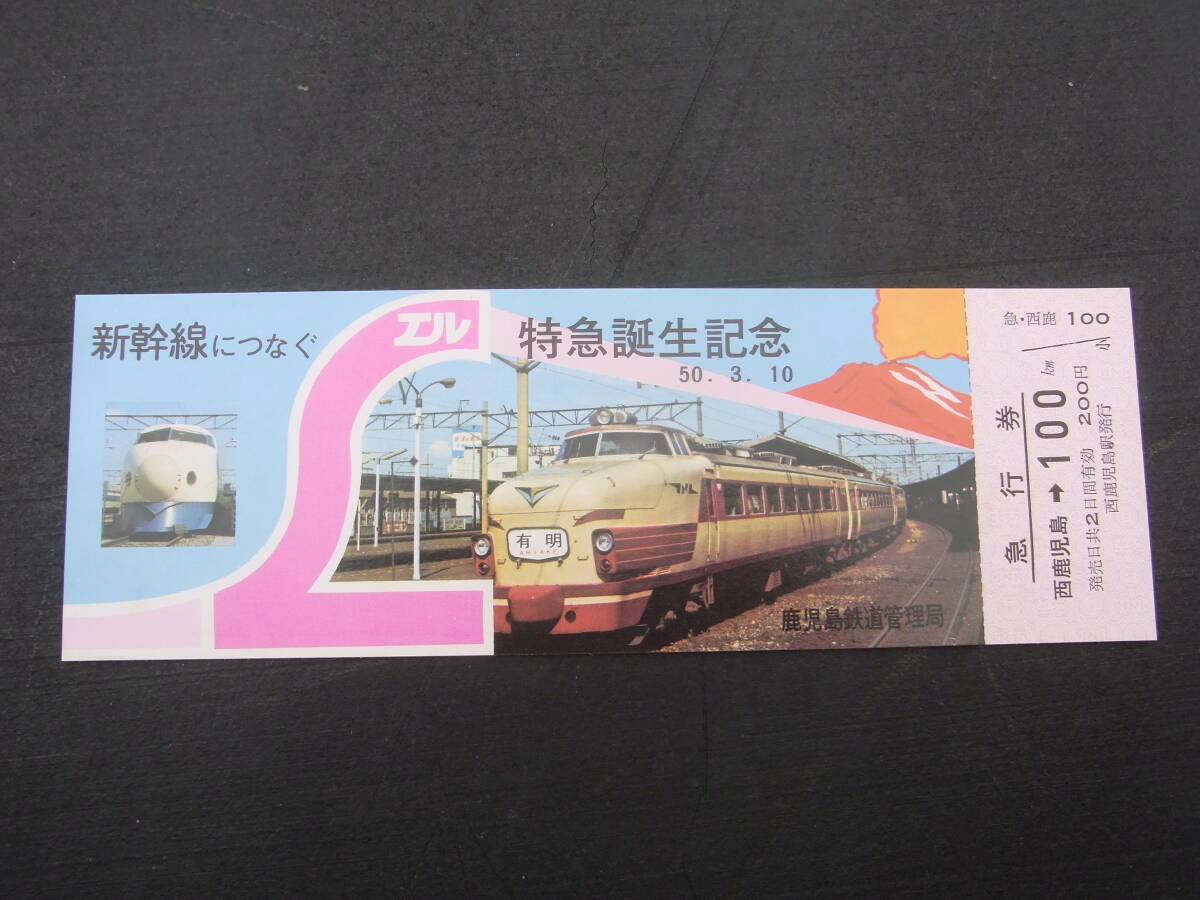 新幹線につなぐ
エル
特急誕生記念
50.3.10
有明
ARIAKE
鹿児島鉄道管理局
急・西鹿 100
小
急行券
西鹿児島➜100km
発売日共2日間有効 200円
西鹿児島駅発行